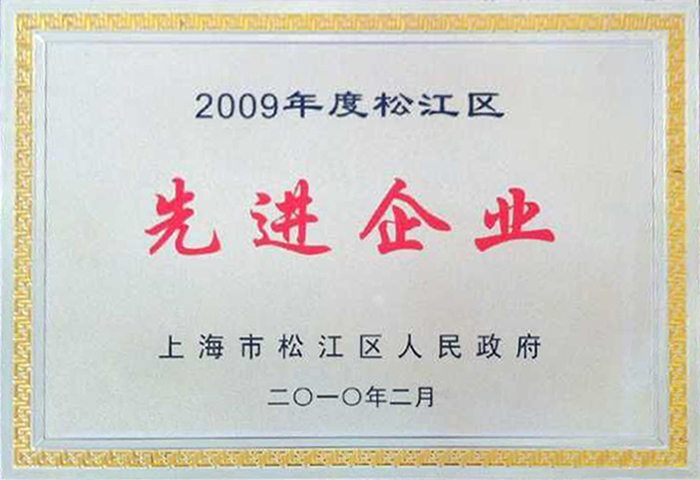 2009年度松江区
先进企业
上海市松江区人民政府
二〇一〇年二月